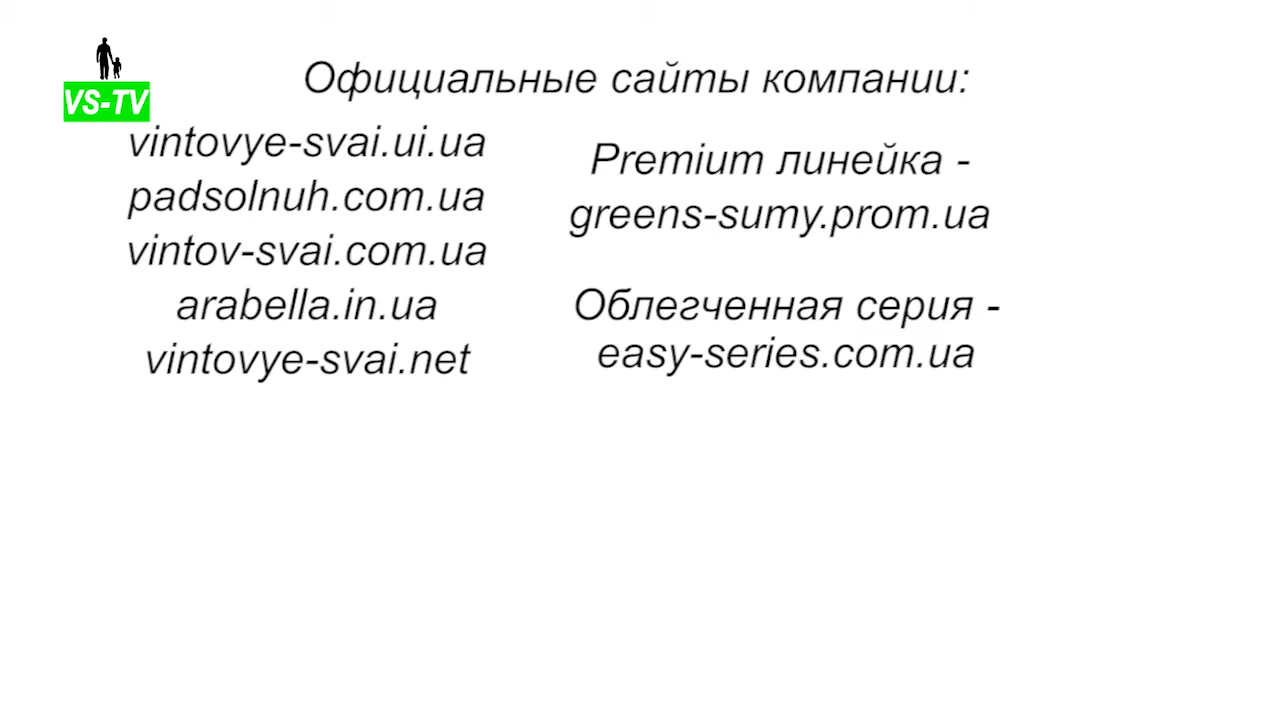 VS-TV
Официальные сайты компании:
vintovye-svai.ui.ua
padsolnuh.com.ua
vintov-svai.com.ua
arabella.in.ua
vintovye-svai.net
Premium линейка -
greens-sumy.prom.ua
Облегченная серия -
easy-series.com.ua